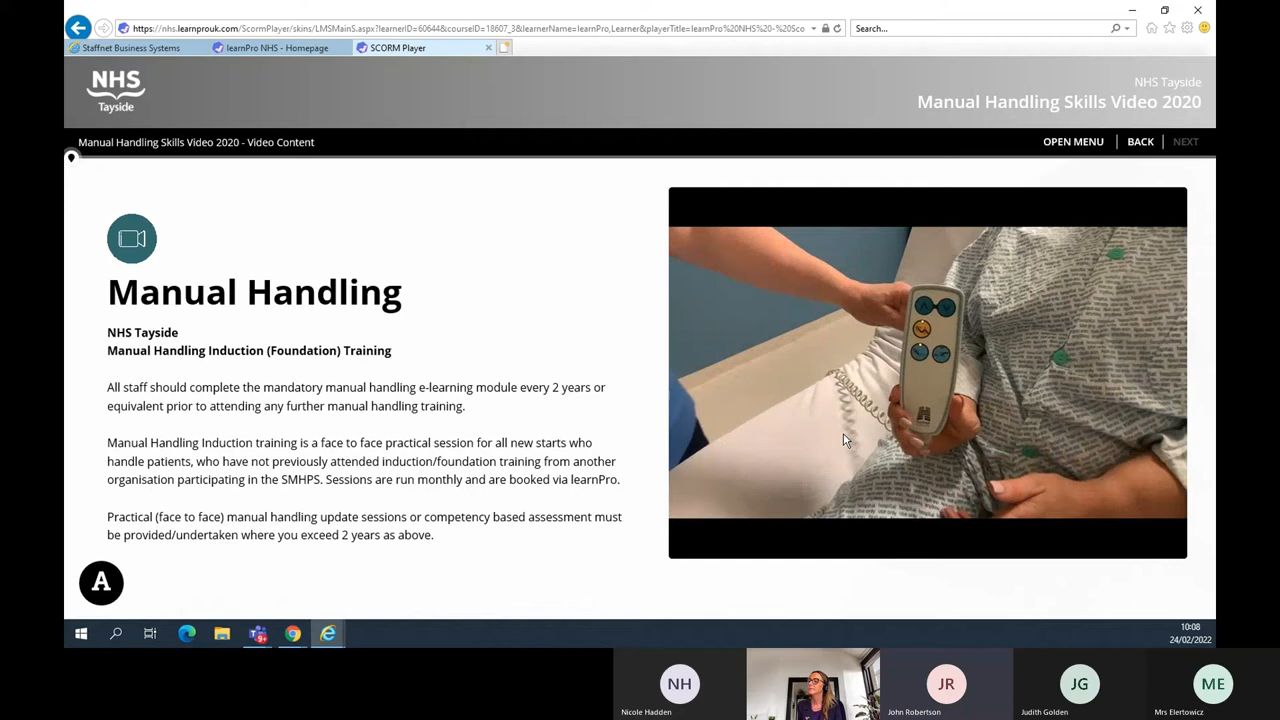 https://nhs.learnprouk.com/ScormPlayer/skins/LMSMainS.aspx?learnerID=60644&courseID=18607_3&learnerName=learnPro,Learner&playerTitle=learnPro%20NHS%20-%20Sco
Search...
Staffnet Business Systems
learnPro NHS - Homepage
SCORM Player
NHS
Tayside
NHS Tayside
Manual Handling Skills Video 2020
Manual Handling Skills Video 2020 - Video Content
OPEN MENU
BACK
NEXT
Manual Handling
NHS Tayside
Manual Handling Induction (Foundation) Training
All staff should complete the mandatory manual handling e-learning module every 2 years or
equivalent prior to attending any further manual handling training.
Manual Handling Induction training is a face to face practical session for all new starts who
handle patients, who have not previously attended induction/foundation training from another
organisation participating in the SMHPS. Sessions are run monthly and are booked via learnPro.
Practical (face to face) manual handling update sessions or competency based assessment must
be provided/undertaken where you exceed 2 years as above.
A
9+
10:08
24/02/2022
NH
Nicole Hadden
JR
John Robertson
JG
Judith Golden
ME
Mrs Elertowicz